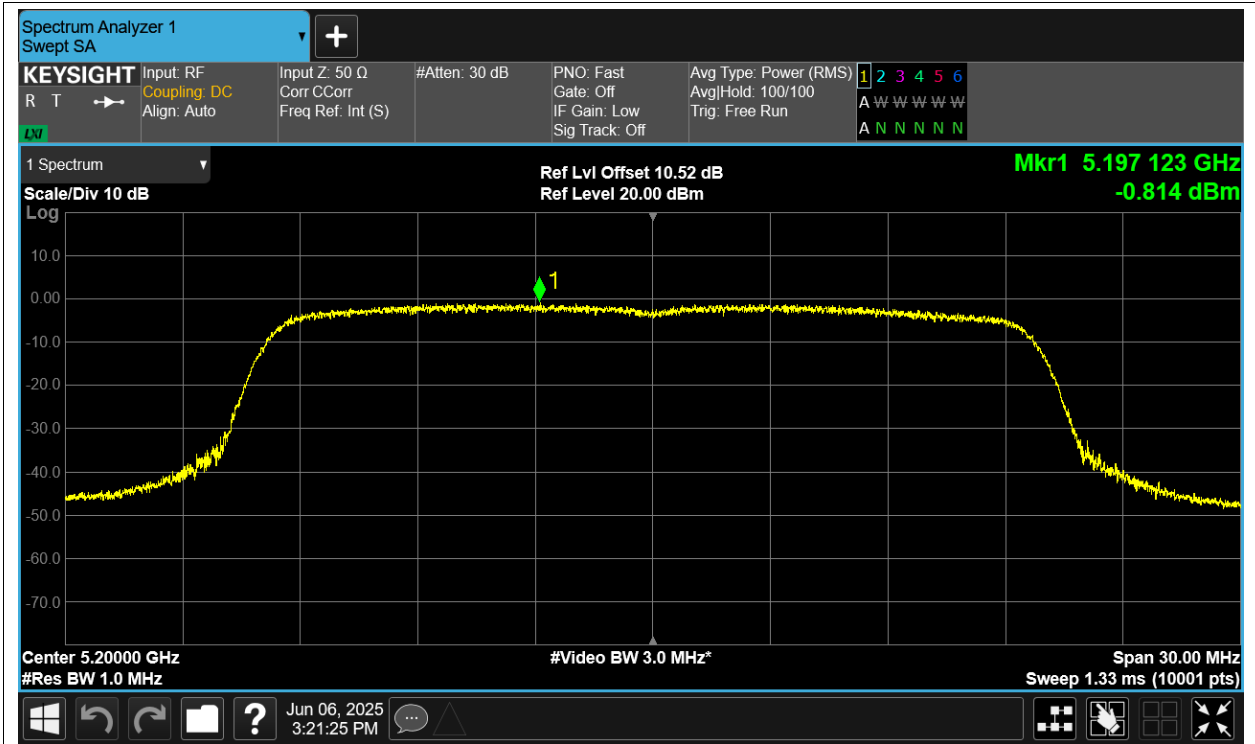 Spectrum Analyzer 1
Swept SA
KEYSIGHT
R T
LXI
Input: RF
Coupling: DC
Align: Auto
Input Z: 50 Ω
Corr CCorr
Freq Ref: Int (S)
#Atten: 30 dB
PNO: Fast
Gate: Off
IF Gain: Low
Sig Track: Off
Avg Type: Power (RMS)
Avg|Hold: 100/100
Trig: Free Run
1 2 3 4 5 6
A W W W W W
A N N N N N
1 Spectrum
Scale/Div 10 dB
Log
Ref Lvl Offset 10.52 dB
Ref Level 20.00 dBm
Mkr1 5.197 123 GHz
-0.814 dBm
10.0
0.00
-10.0
-20.0
-30.0
-40.0
-50.0
-60.0
-70.0
1
Center 5.20000 GHz
#Res BW 1.0 MHz
#Video BW 3.0 MHz*
Span 30.00 MHz
Sweep 1.33 ms (10001 pts)
?
Jun 06, 2025
3:21:25 PM